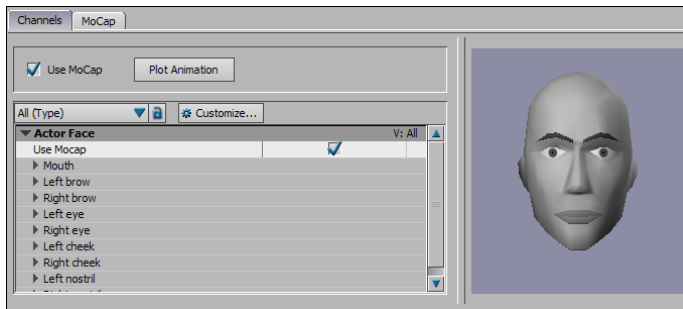 Channels MoCap
Use MoCap Plot Animation
All (Type) Customize...
Actor Face V: All
Use Mocap
Mouth
Left brow
Right brow
Left eye
Right eye
Left cheek
Right cheek
Left nostril